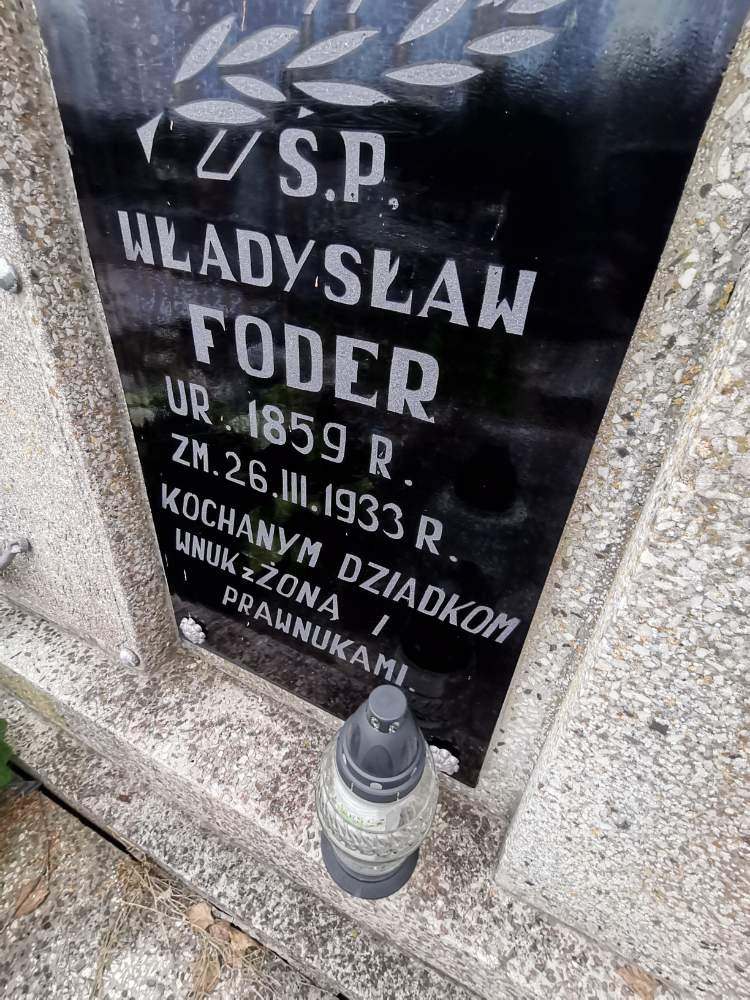 Ś.P.
WŁADYSŁAW
FODER
UR. 1859 R.
ZM. 26.III.1933 R.
KOCHANYM DZIADKOM
WNUK z ŻONĄ I
PRAWNUKAMI.